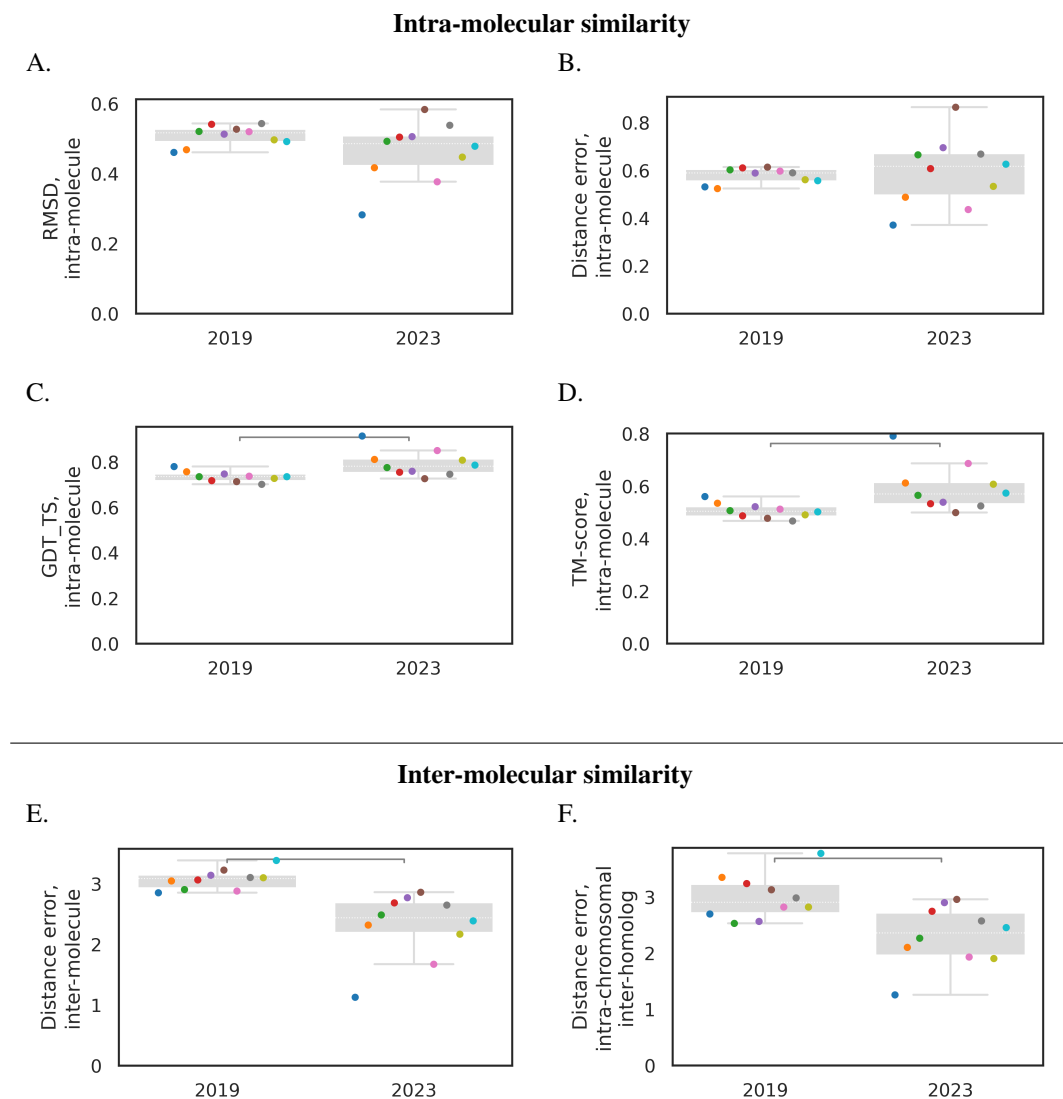 Intra-molecular similarity
A.
RMSD,
intra-molecule
0.6
0.4
0.2
0.0
2019
2023
B.
Distance error,
intra-molecule
0.8
0.6
0.4
0.2
0.0
2019
2023
C.
GDT_TS,
intra-molecule
0.8
0.6
0.4
0.2
0.0
2019
2023
D.
TM-score,
intra-molecule
0.8
0.6
0.4
0.2
0.0
2019
2023
Inter-molecular similarity
E.
Distance error,
inter-molecule
3
2
1
0
2019
2023
F.
Distance error,
intra-chromosomal
inter-homolog
3
2
1
0
2019
2023